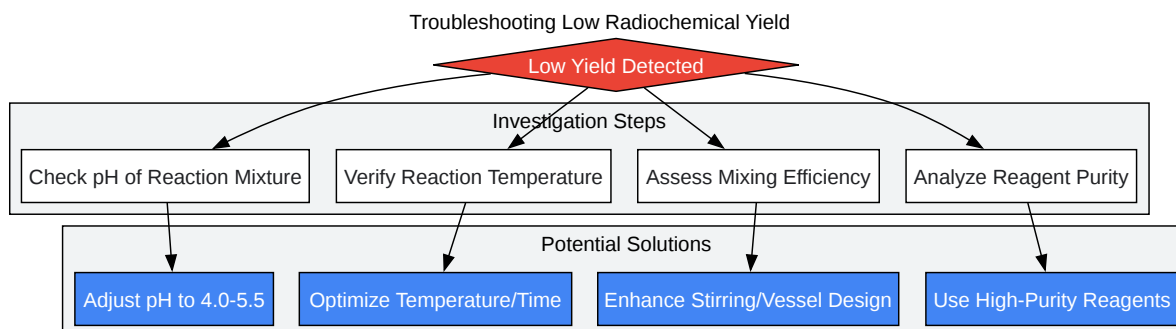 Troubleshooting Low Radiochemical Yield
Low Yield Detected
Investigation Steps
Check pH of Reaction Mixture
Verify Reaction Temperature
Assess Mixing Efficiency
Analyze Reagent Purity
Potential Solutions
Adjust pH to 4.0-5.5
Optimize Temperature/Time
Enhance Stirring/Vessel Design
Use High-Purity Reagents